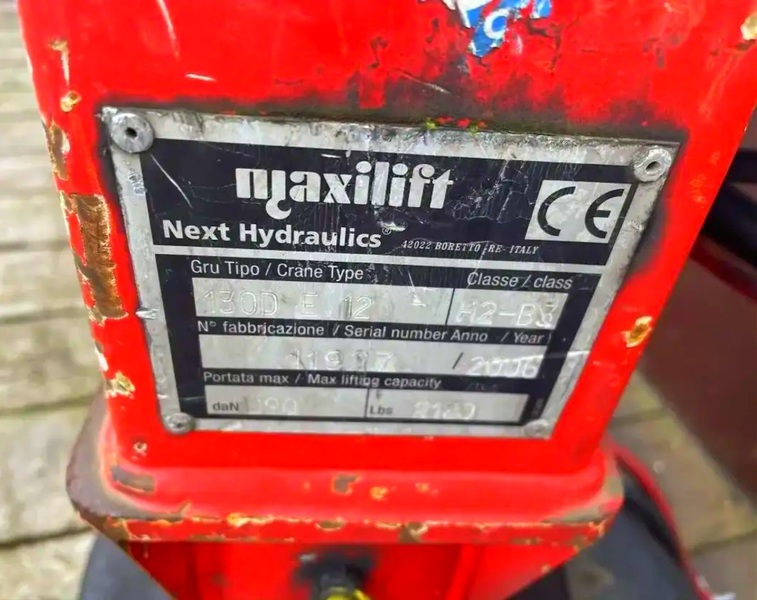 maxilift
CE
Next Hydraulics® 42022 BORETTO -RE- ITALY
Gru Tipo / Crane Type Classe / class
130D E 12 H2-B3
N° fabbricazione / Serial number Anno / Year
/ 2006
Portata max / Max lifting capacity
daN Lbs